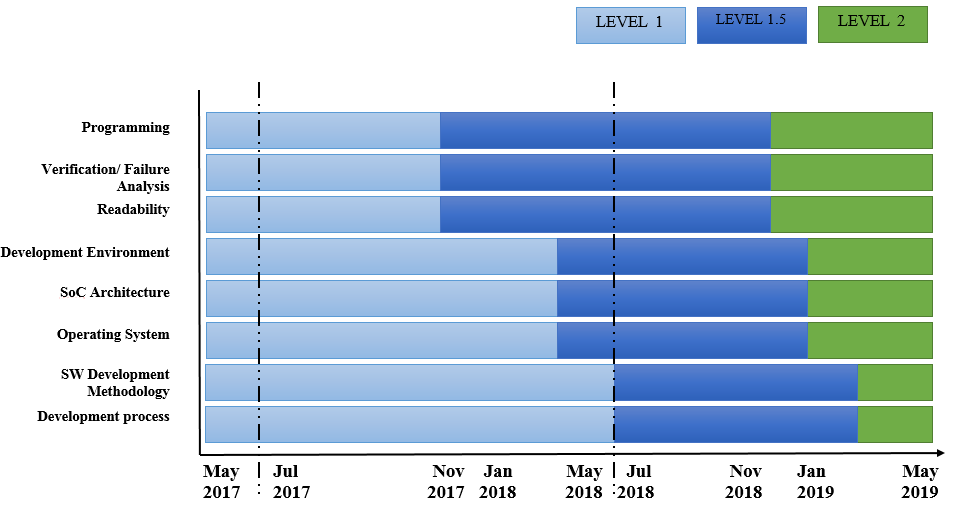 LEVEL 1
LEVEL 1.5
LEVEL 2
Programming
Verification/ Failure
Analysis
Readability
Development Environment
SoC Architecture
Operating System
SW Development
Methodology
Development process
May Jul Nov Jan May Jul Nov Jan May
2017 2017 2017 2018 2018 2018 2018 2019 2019